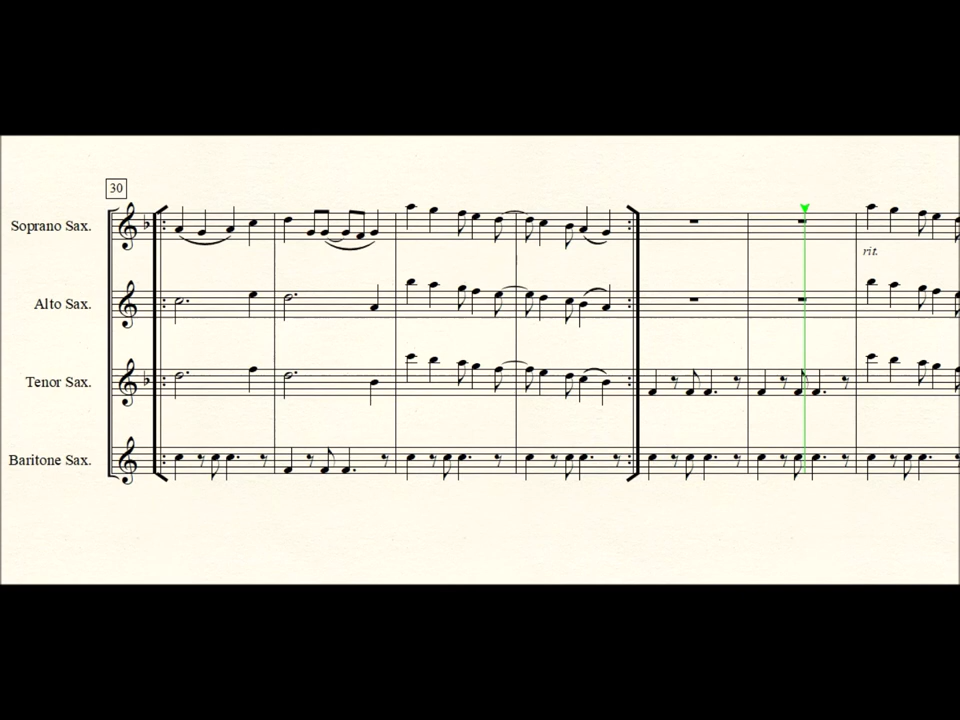 30
Soprano Sax.
rit.
Alto Sax.
Tenor Sax.
Baritone Sax.